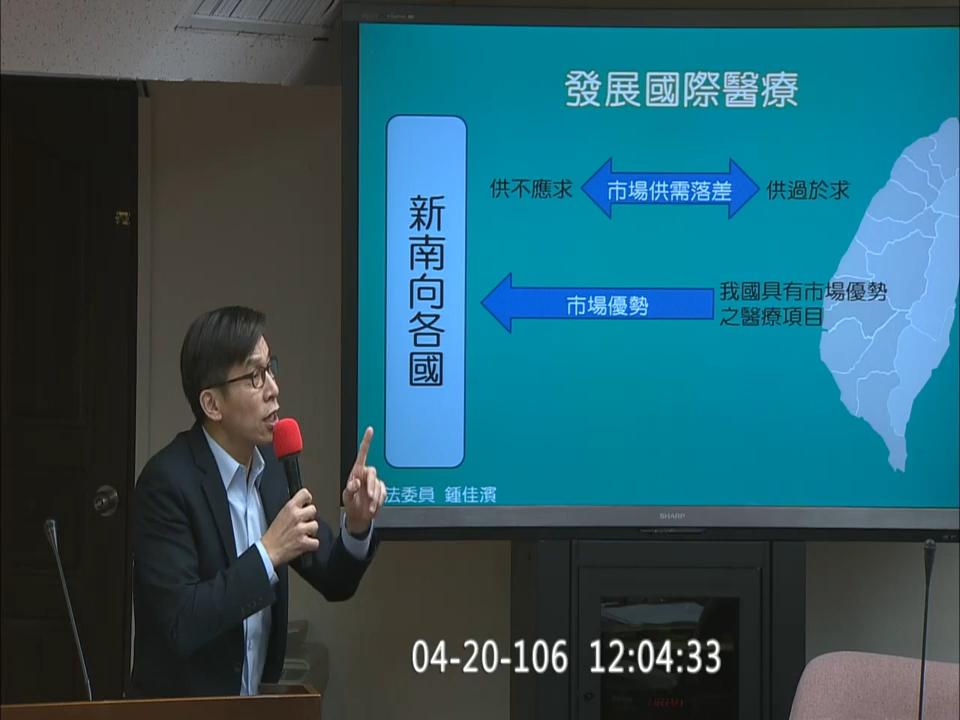 發展國際醫療
新南向各國
供不應求
市場供需落差
供過於求
市場優勢
我國具有市場優勢
之醫療項目
法委員 鍾佳濱
SHARP
04-20-106 12:04:33